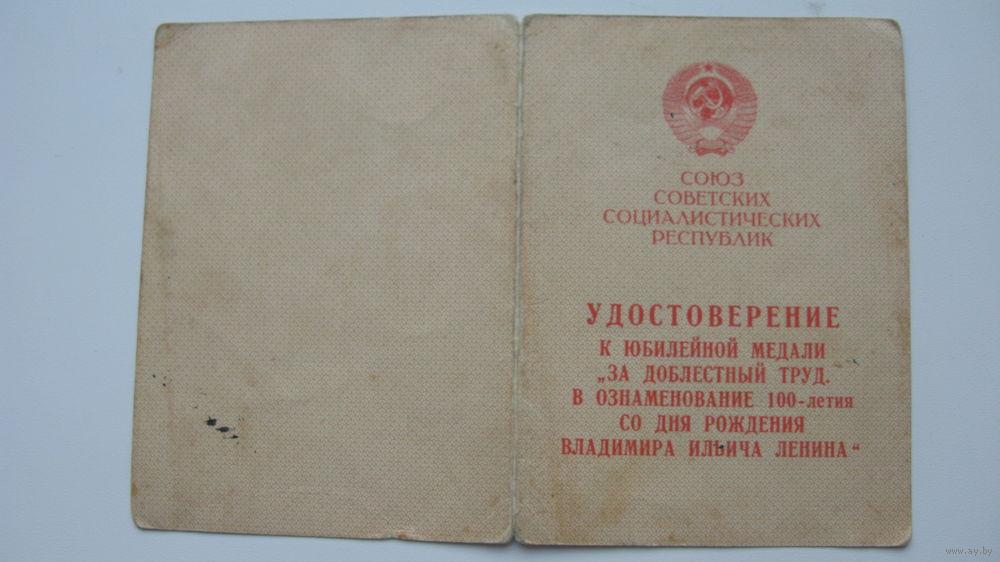 СОЮЗ
СОВЕТСКИХ
СОЦИАЛИСТИЧЕСКИХ
РЕСПУБЛИК
УДОСТОВЕРЕНИЕ
К ЮБИЛЕЙНОЙ МЕДАЛИ
„ЗА ДОБЛЕСТНЫЙ ТРУД.
В ОЗНАМЕНОВАНИЕ 100-летия
СО ДНЯ РОЖДЕНИЯ
ВЛАДИМИРА ИЛЬИЧА ЛЕНИНА“
www.ay.by